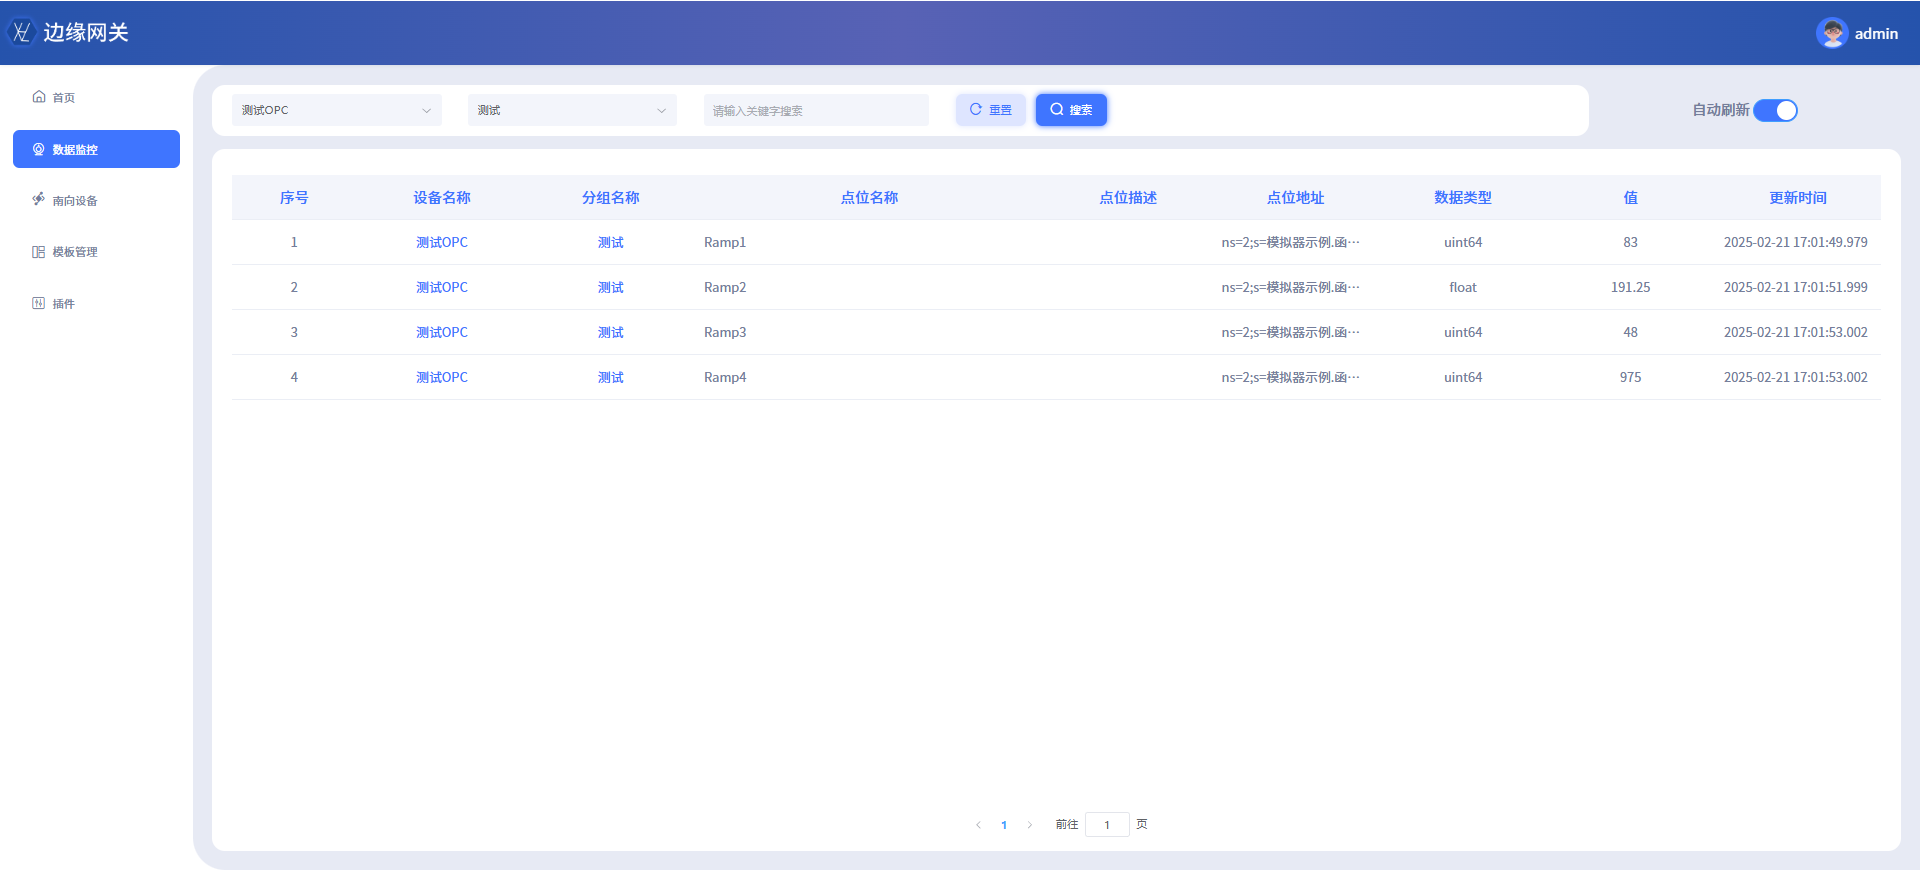 边缘网关
admin
首页
数据监控
南向设备
模板管理
插件
测试OPC 测试 请输入关键字搜索 重置 搜索 自动刷新
序号 设备名称 分组名称 点位名称 点位描述 点位地址 数据类型 值 更新时间
1 测试OPC 测试 Ramp1 ns=2;s=模拟器示例.函… uint64 83 2025-02-21 17:01:49.979
2 测试OPC 测试 Ramp2 ns=2;s=模拟器示例.函… float 191.25 2025-02-21 17:01:51.999
3 测试OPC 测试 Ramp3 ns=2;s=模拟器示例.函… uint64 48 2025-02-21 17:01:53.002
4 测试OPC 测试 Ramp4 ns=2;s=模拟器示例.函… uint64 975 2025-02-21 17:01:53.002
1 前往 1 页